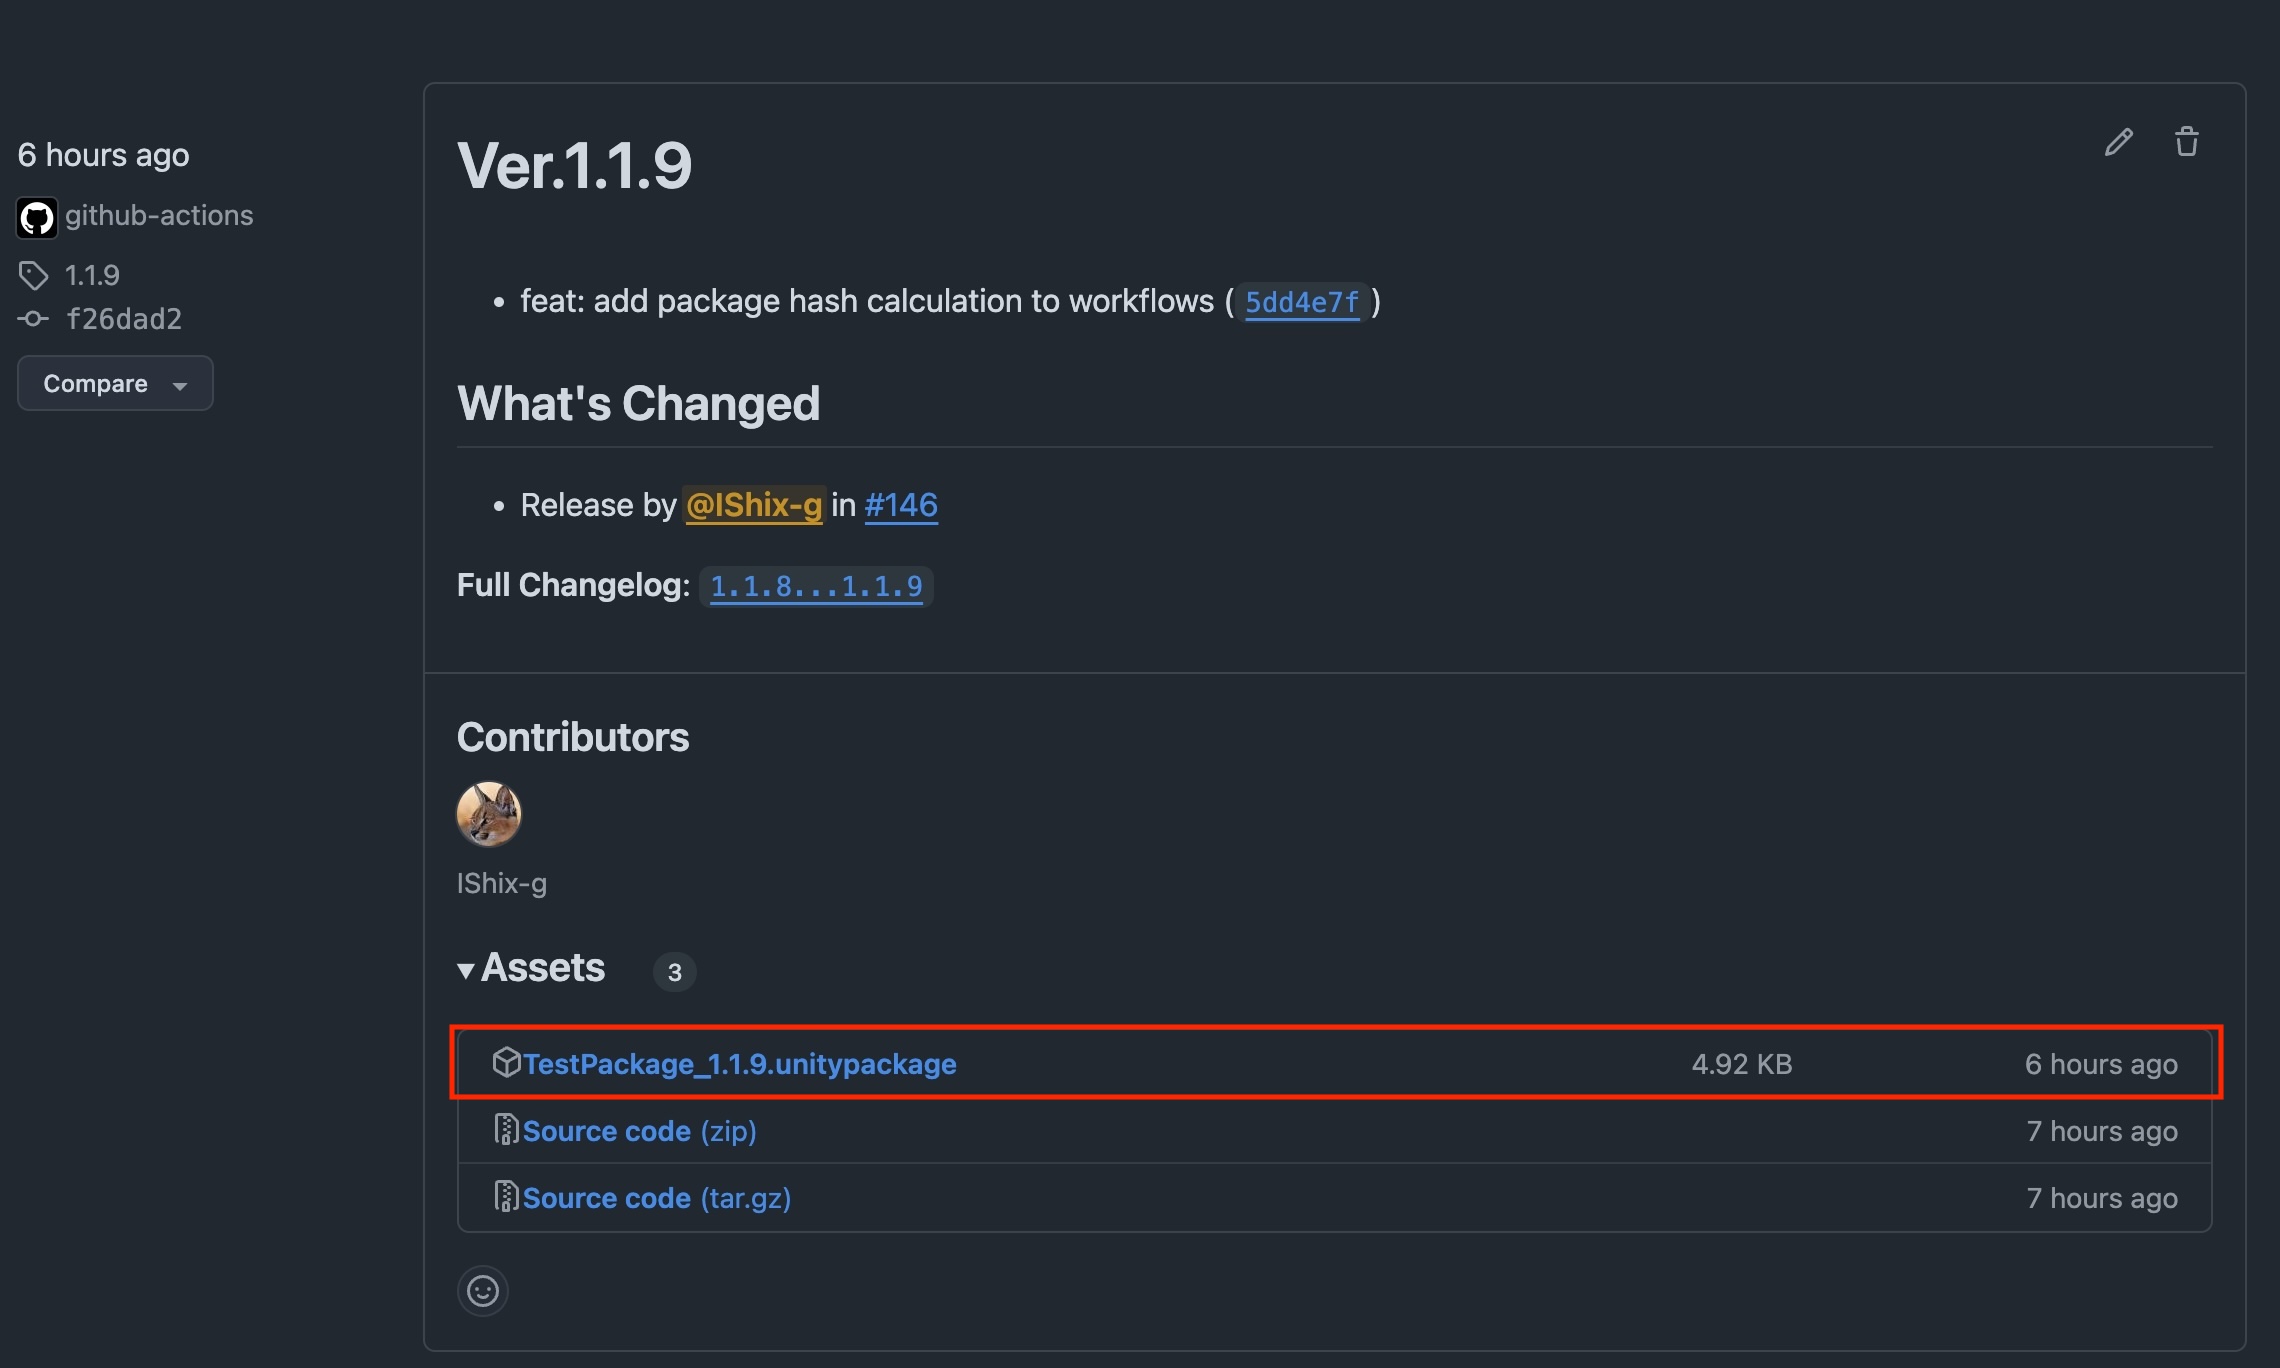 6 hours ago
github-actions
1.1.9
f26dad2
Compare
Ver.1.1.9
• feat: add package hash calculation to workflows ( 5dd4e7f )
What's Changed
• Release by @IShix-g in #146
Full Changelog: 1.1.8...1.1.9
Contributors
IShix-g
Assets 3
TestPackage_1.1.9.unitypackage 4.92 KB 6 hours ago
Source code (zip) 7 hours ago
Source code (tar.gz) 7 hours ago